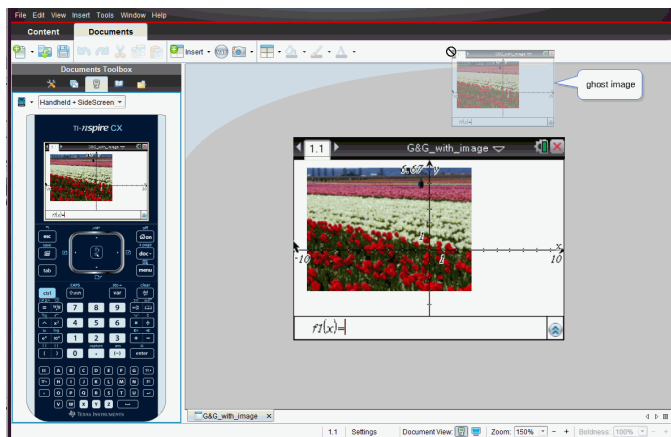 File Edit View Insert Tools Window Help
Content Documents
Insert
Documents Toolbox
Handheld + SideScreen
ghost image
TI-nspire CX
1.1 G&G_with_image
6.67 y
1
x
-10 1 10
f1(x)=
esc
on
doc
tab
menu
ctrl
shift
var
7 8 9
4 5 6
1 2 3
0 . (-) enter
A B C D E F G
H I J K L M N
O P Q R S T U
V W X Y Z
TEXAS INSTRUMENTS
G&G_with_image
1.1 Settings Document View: Zoom: 150% - + Boldness: 100% - +